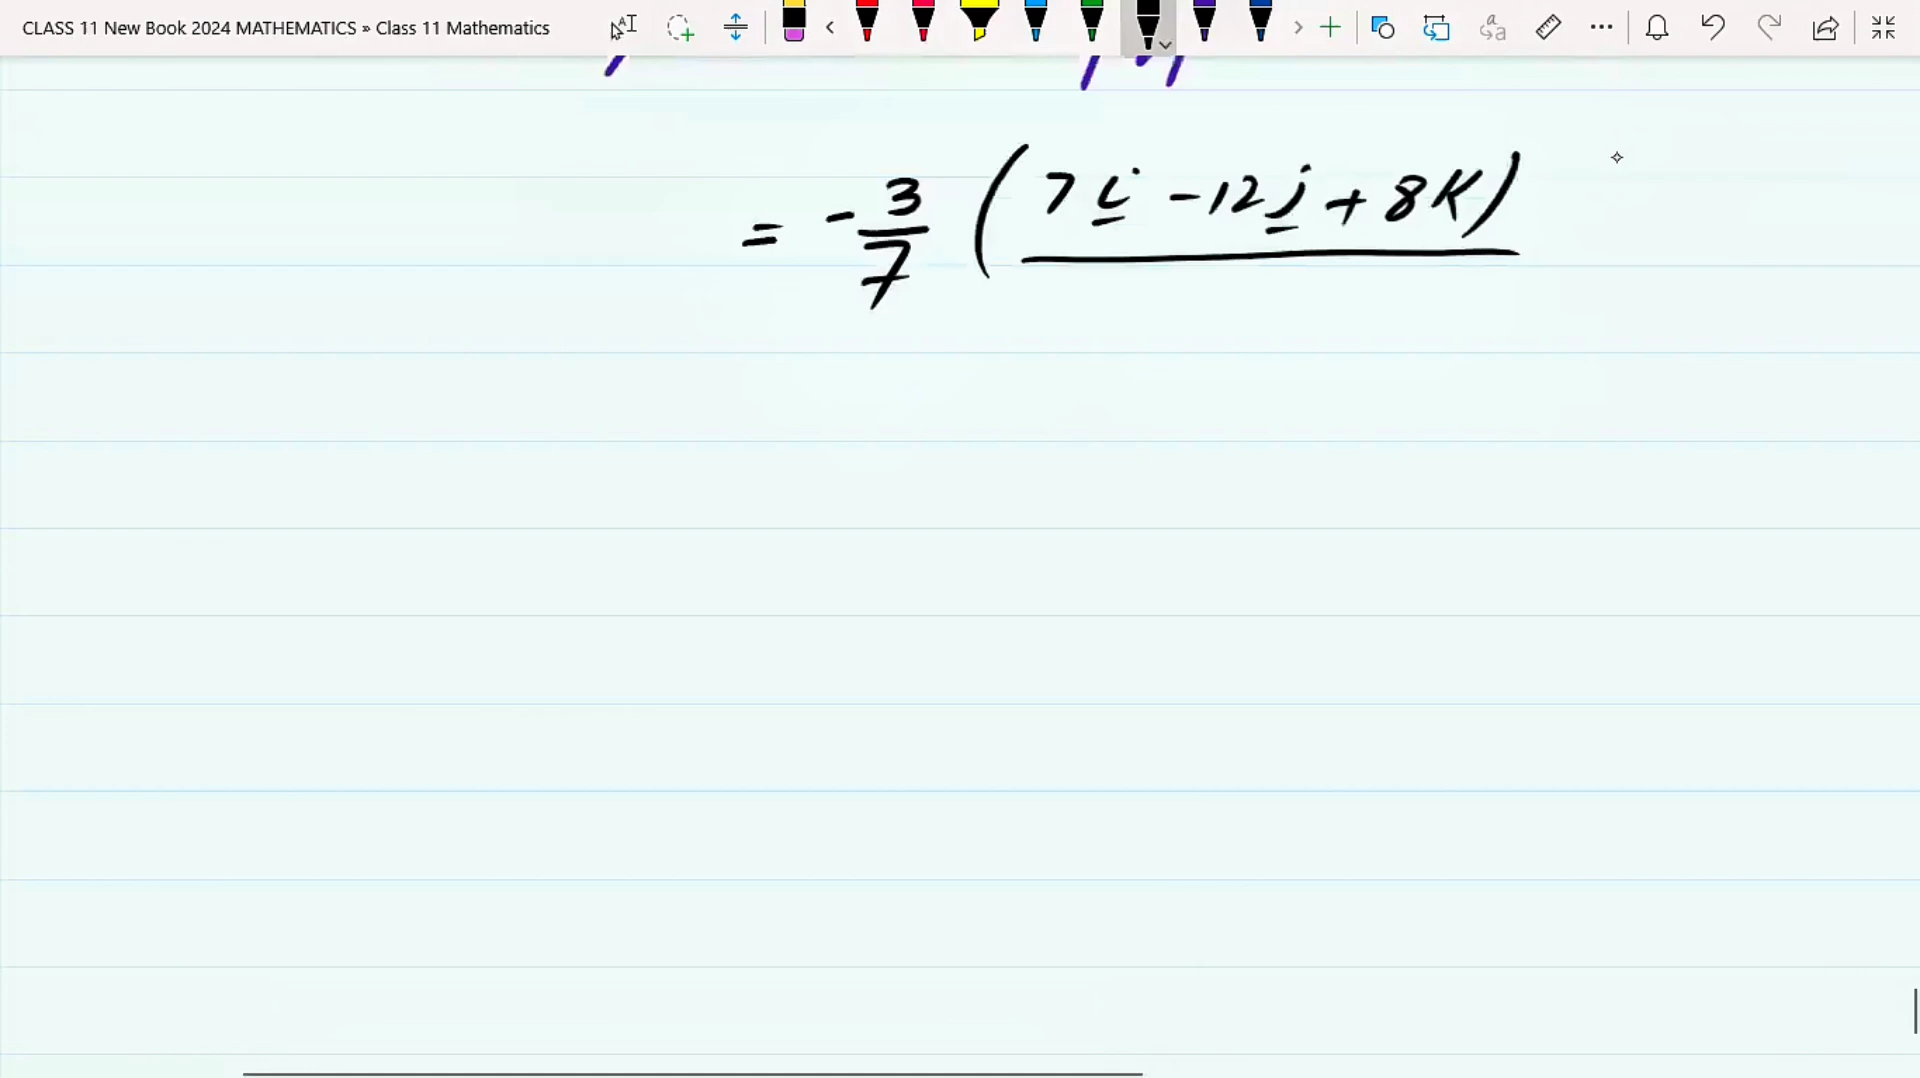 CLASS 11 New Book 2024 MATHEMATICS » Class 11 Mathematics
= -3/7 (7i - 12j + 8k)